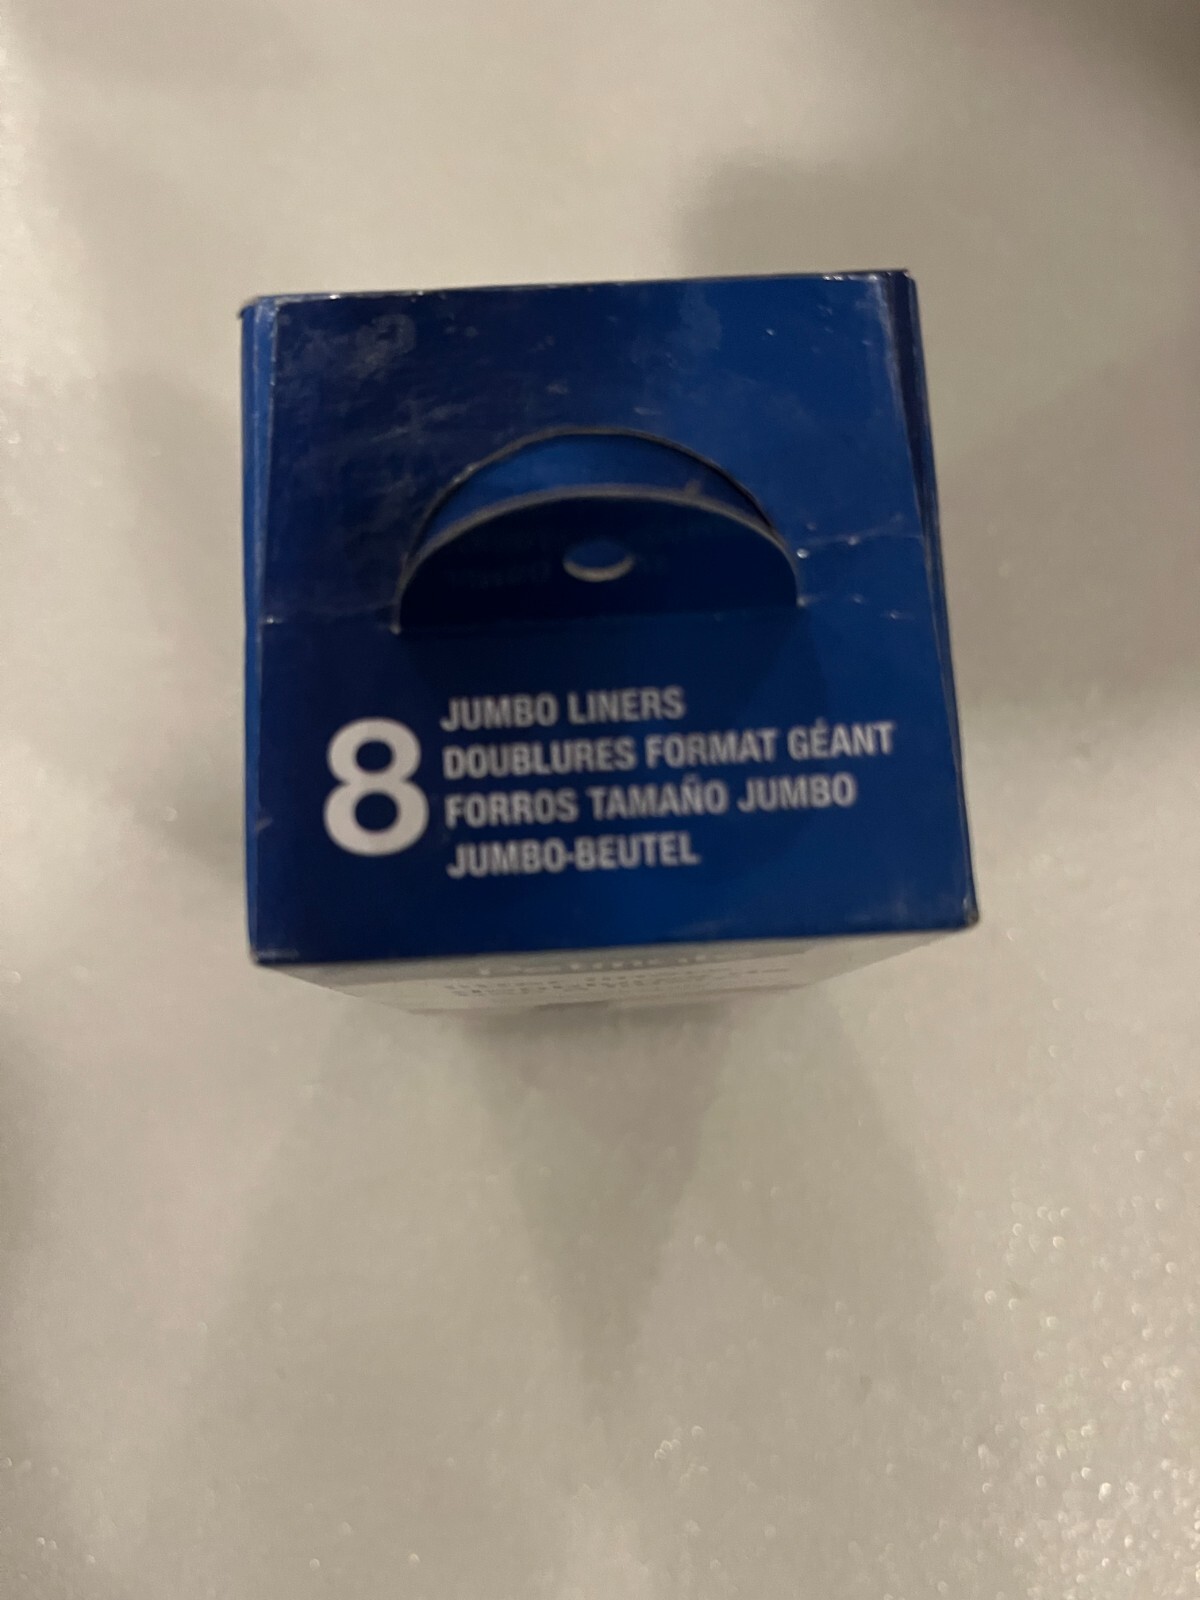 8
JUMBO LINERS
DOUBLURES FORMAT GÉANT
FORROS TAMAÑO JUMBO
JUMBO-BEUTEL